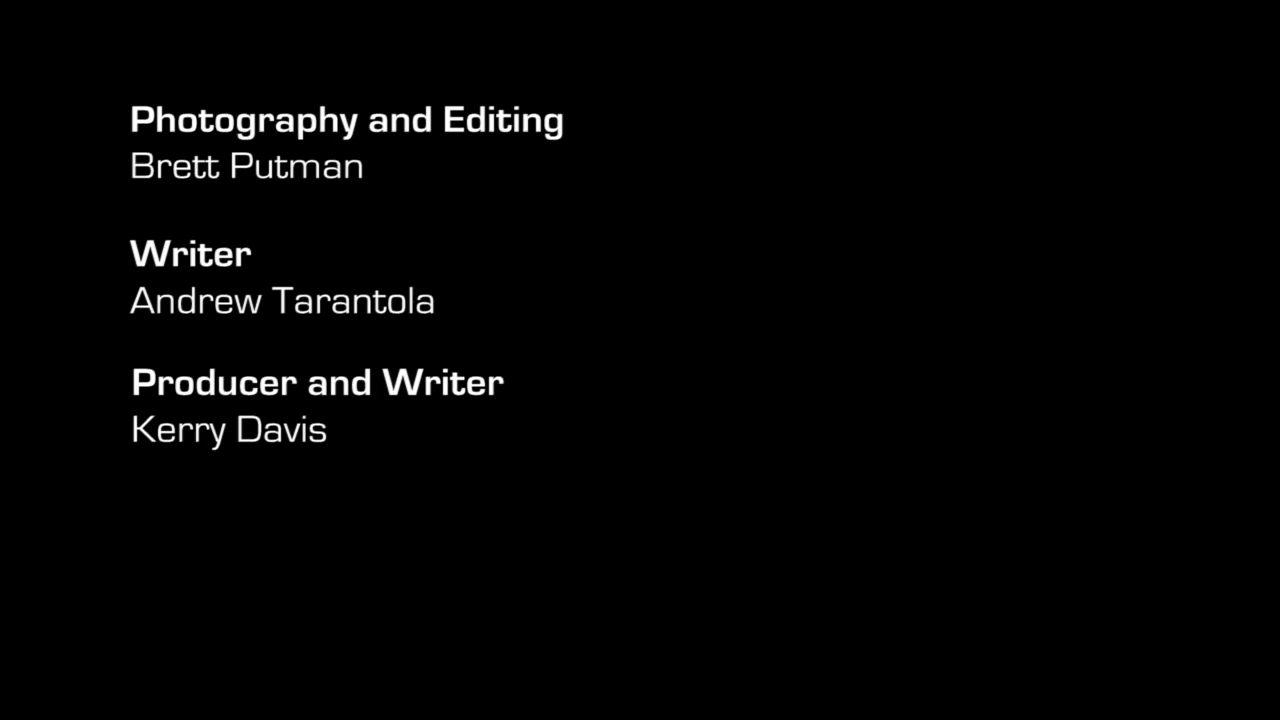 Photography and Editing
Brett Putman
Writer
Andrew Tarantola
Producer and Writer
Kerry Davis